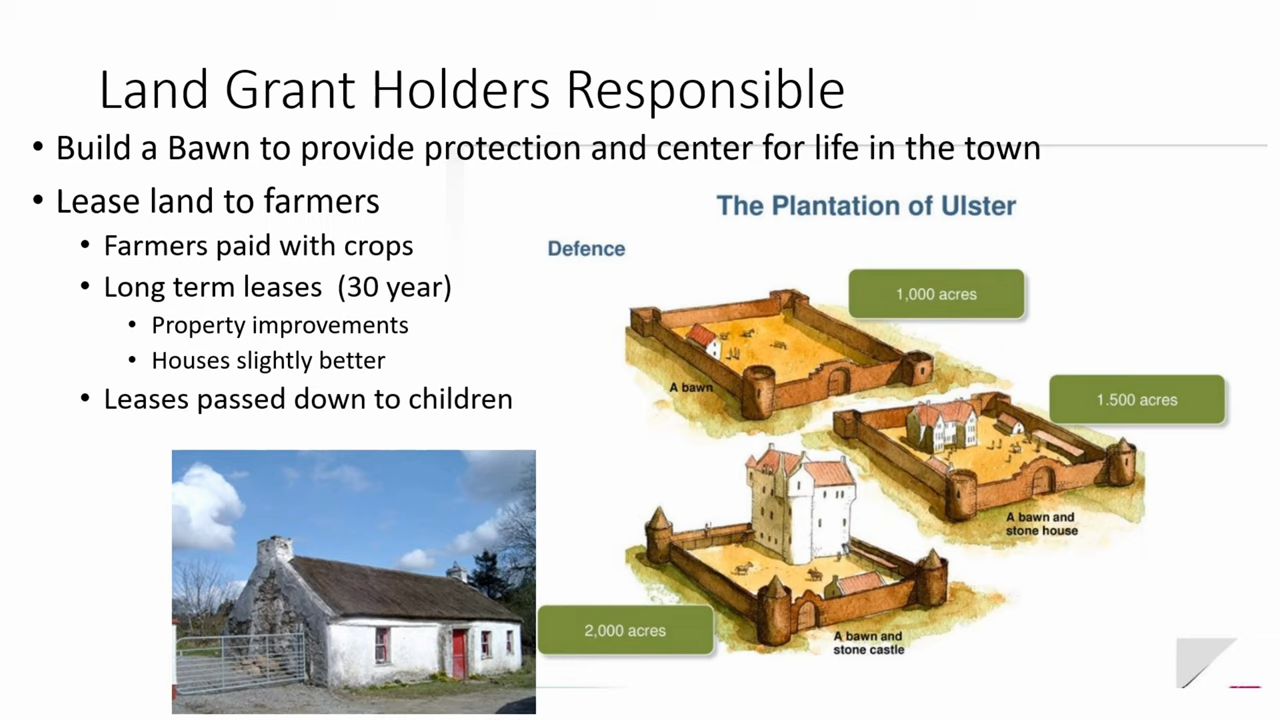 Land Grant Holders Responsible
• Build a Bawn to provide protection and center for life in the town
• Lease land to farmers
• Farmers paid with crops
• Long term leases (30 year)
• Property improvements
• Houses slightly better
• Leases passed down to children
The Plantation of Ulster
Defence
1,000 acres
A bawn
1.500 acres
A bawn and
stone house
2,000 acres
A bawn and
stone castle